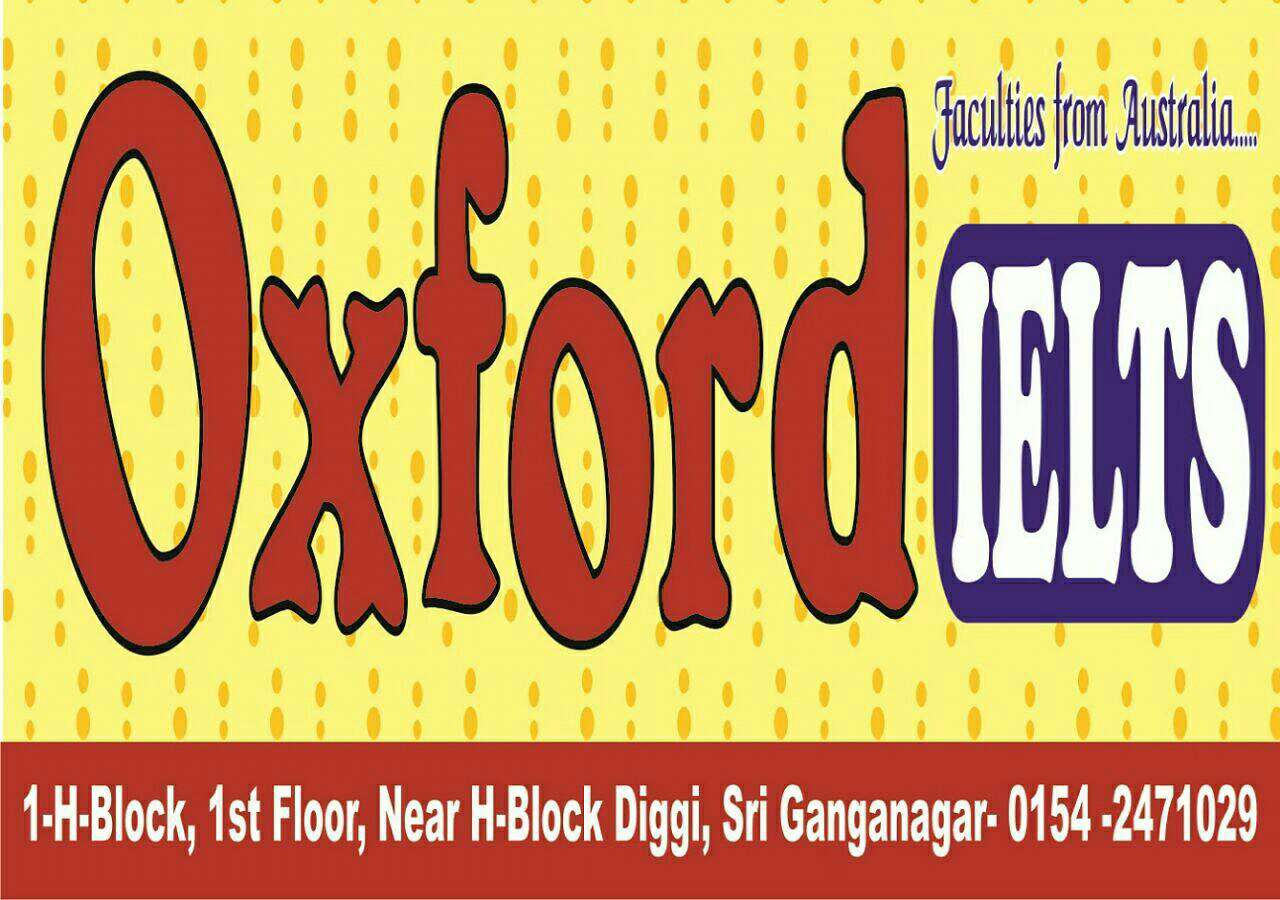 Faculties from Australia.....
Oxford IELTS
1-H-Block, 1st Floor, Near H-Block Diggi, Sri Ganganagar- 0154 -2471029